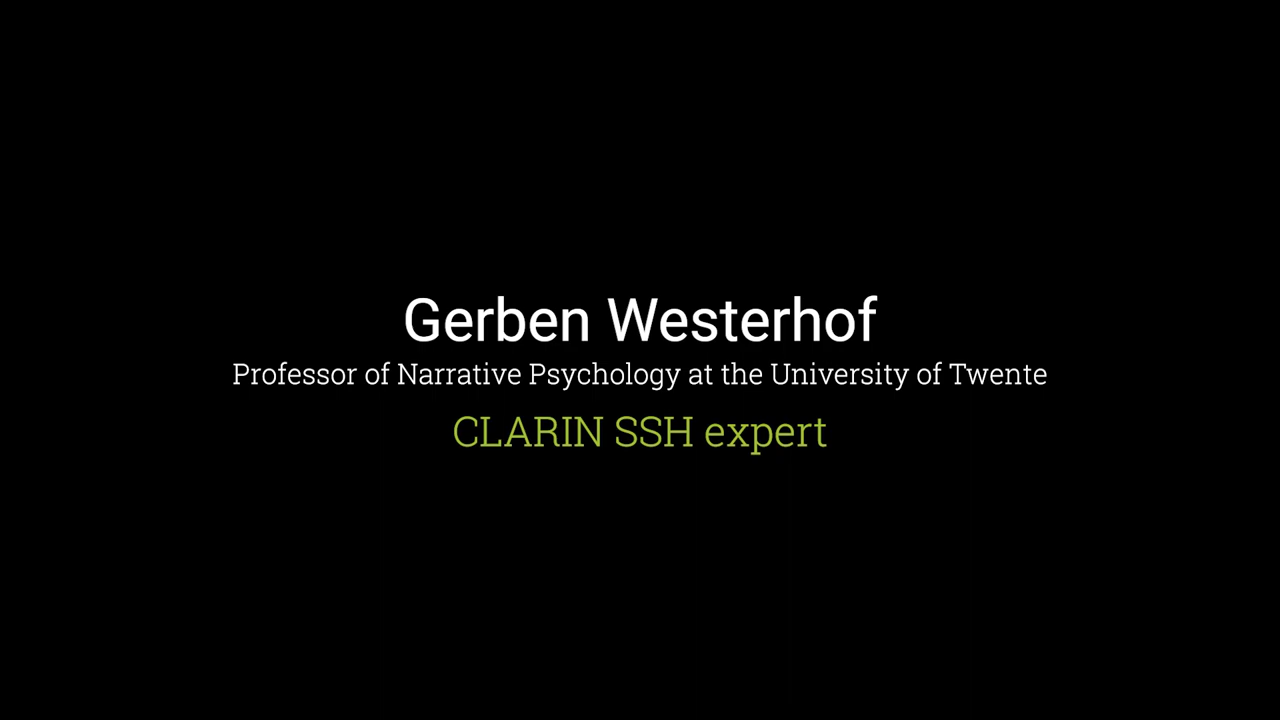 Gerben Westerhof
Professor of Narrative Psychology at the University of Twente
CLARIN SSH expert